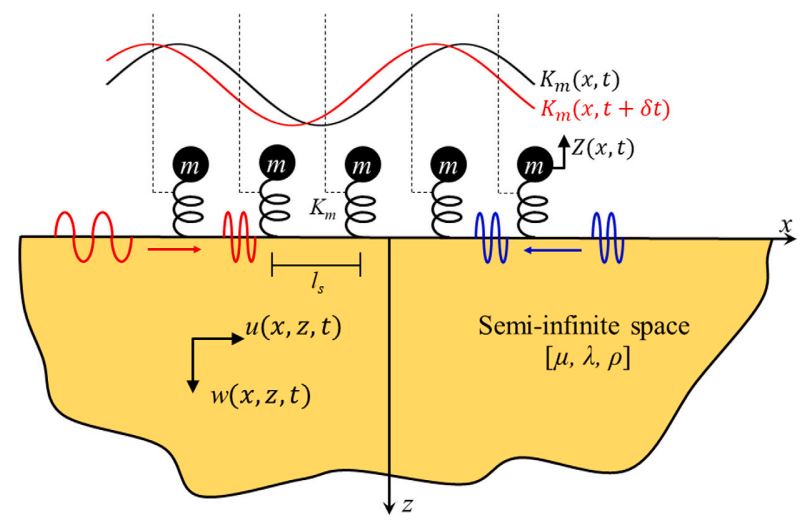 K_m(x, t)
K_m(x, t + δt)
m m m m m
Z(x, t)
K_m
x
l_s
u(x, z, t)
w(x, z, t)
Semi-infinite space
[μ, λ, ρ]
z